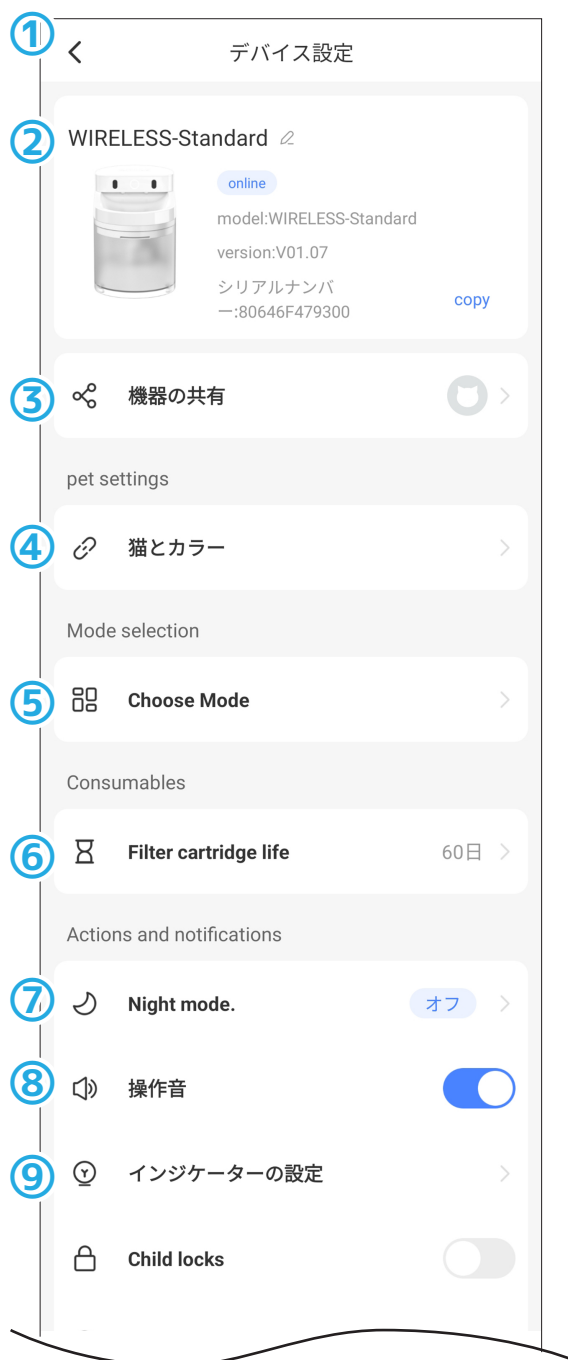 ①
デバイス設定
②
WIRELESS-Standard
online
model:WIRELESS-Standard
version:V01.07
シリアルナンバ
ー:80646F479300
copy
③
機器の共有
pet settings
④
猫とカラー
Mode selection
⑤
Choose Mode
Consumables
⑥
Filter cartridge life 60日
Actions and notifications
⑦
Night mode. オフ
⑧
操作音
⑨
インジケーターの設定
Child locks